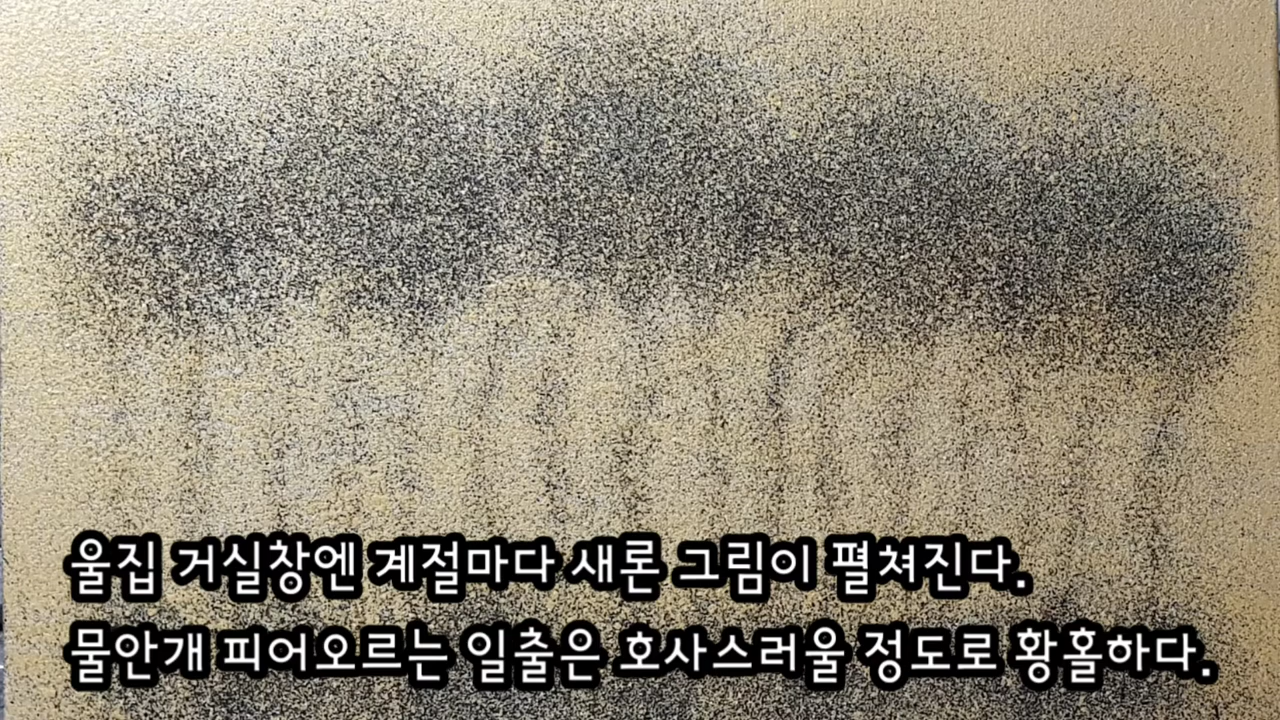 울집 거실창엔 계절마다 새론 그림이 펼쳐진다.
물안개 피어오르는 일출은 호사스러울 정도로 황홀하다.